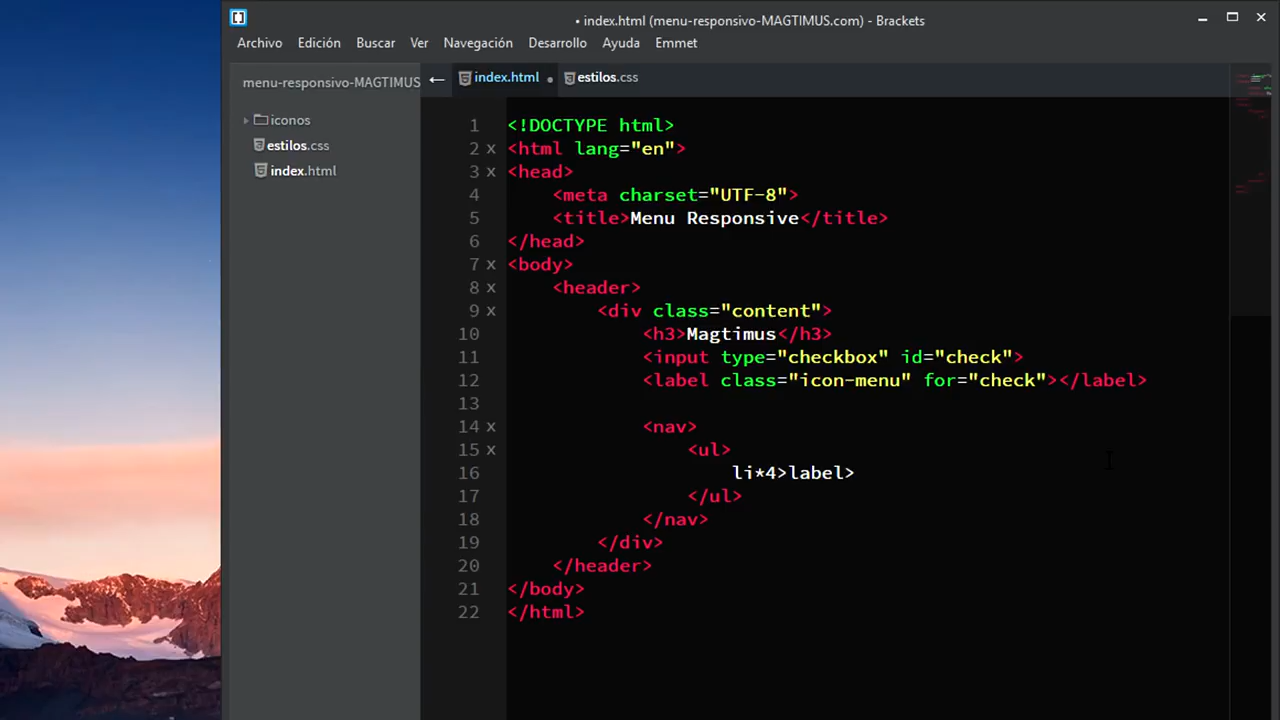 • index.html (menu-responsivo-MAGTIMUS.com) - Brackets
Archivo Edición Buscar Ver Navegación Desarrollo Ayuda Emmet
menu-responsivo-MAGTIMUS
iconos
estilos.css
index.html
← index.html • estilos.css
1 <!DOCTYPE html>
2 x <html lang="en">
3 x <head>
4 <meta charset="UTF-8">
5 <title>Menu Responsive</title>
6 </head>
7 x <body>
8 x <header>
9 x <div class="content">
10 <h3>Magtimus</h3>
11 <input type="checkbox" id="check">
12 <label class="icon-menu" for="check"></label>
13
14 x <nav>
15 x <ul>
16 li*4>label>
17 </ul>
18 </nav>
19 </div>
20 </header>
21 </body>
22 </html>